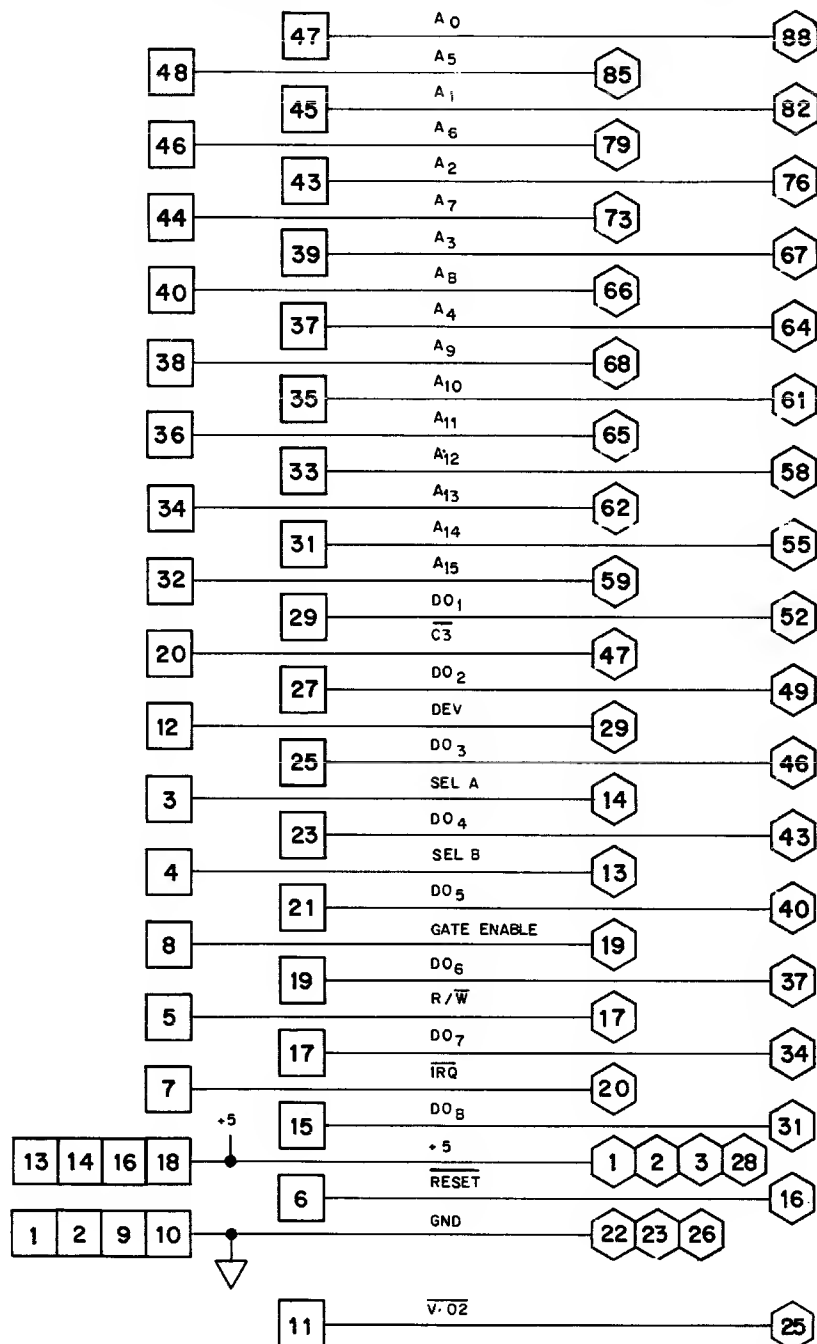 47 A0 88
48 A5 85
45 A1 82
46 A6 79
43 A2 76
44 A7 73
39 A3 67
40 A8 66
37 A4 64
38 A9 68
35 A10 61
36 A11 65
33 A12 58
34 A13 62
31 A14 55
32 A15 59
29 DO1 52
20 C3 47
27 DO2 49
12 DEV 29
25 DO3 46
3 SEL A 14
23 DO4 43
4 SEL B 13
21 DO5 40
8 GATE ENABLE 19
19 DO6 37
5 R/W 17
17 DO7 34
7 IRQ 20
15 DO8 31
13 14 16 18 +5 +5 1 2 3 28
6 RESET 16
1 2 9 10 GND 22 23 26
11 V·02 25